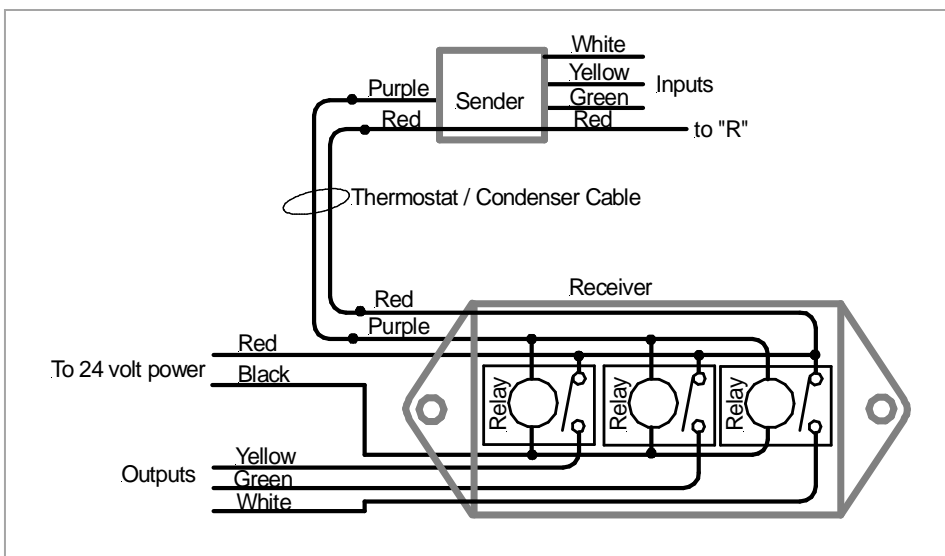 White
Purple
Yellow
Inputs
Sender
Green
Red
Red
to "R"
Thermostat / Condenser Cable
Receiver
Red
Purple
Red
To 24 volt power
Black
Relay
Relay
Relay
Yellow
Outputs
Green
White